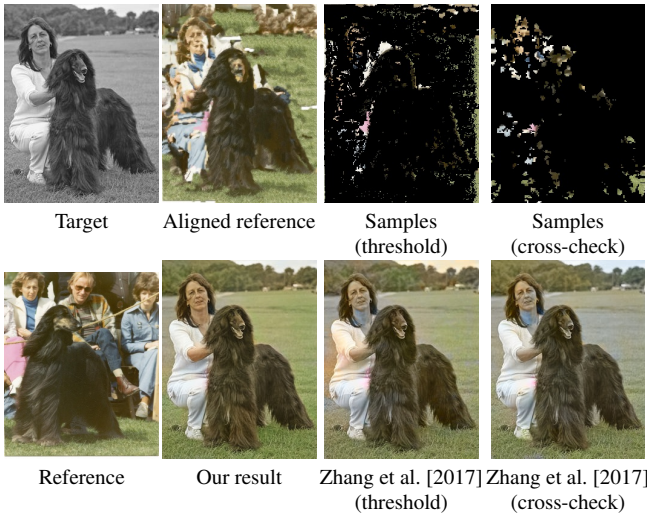 Target
Aligned reference
Samples
(threshold)
Samples
(cross-check)
Reference
Our result
Zhang et al. [2017]
(threshold)
Zhang et al. [2017]
(cross-check)